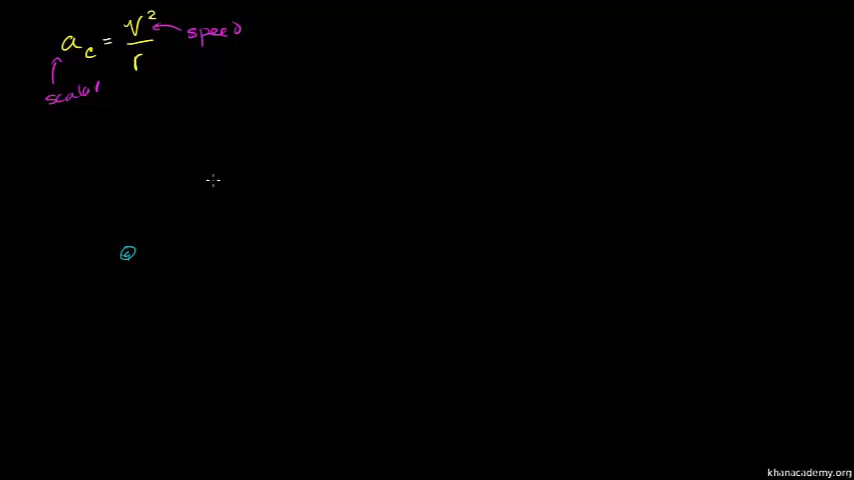 a_c = v²/r ← speed
scalar
khanacademy.org